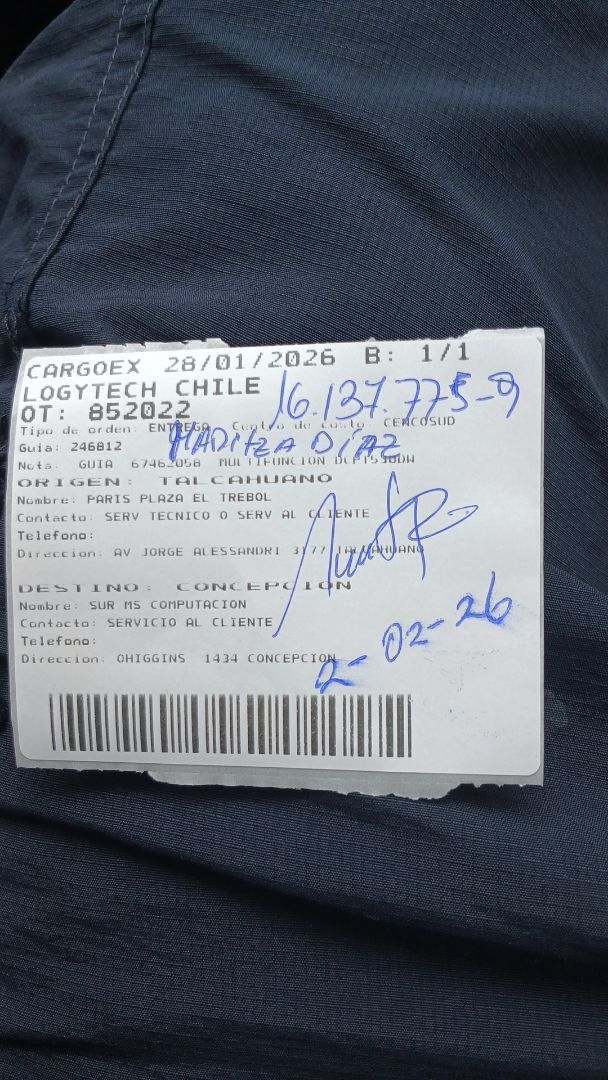 CARGOEX 28/01/2026 B: 1/1
LOGYTECH CHILE
OT: 852022
16.137.775-9
Tipo de orden: ENTREGA Centro de costo: CENCOSUD
Guia: 246812
MARITZA DÍAZ
Nota: GUIA 67462058 MULTIFUNCION
ORIGEN: TALCAHUANO
Nombre: PARIS PLAZA EL TREBOL
Contacto: SERV TECNICO O SERV AL CLIENTE
Telefono:
Direccion: AV JORGE ALESSANDRI 3177 TALCAHUANO
DESTINO: CONCEPCION
Nombre: SUR MS COMPUTACION
Contacto: SERVICIO AL CLIENTE
Telefono:
Direccion: OHIGGINS 1434 CONCEPCION
2-02-26